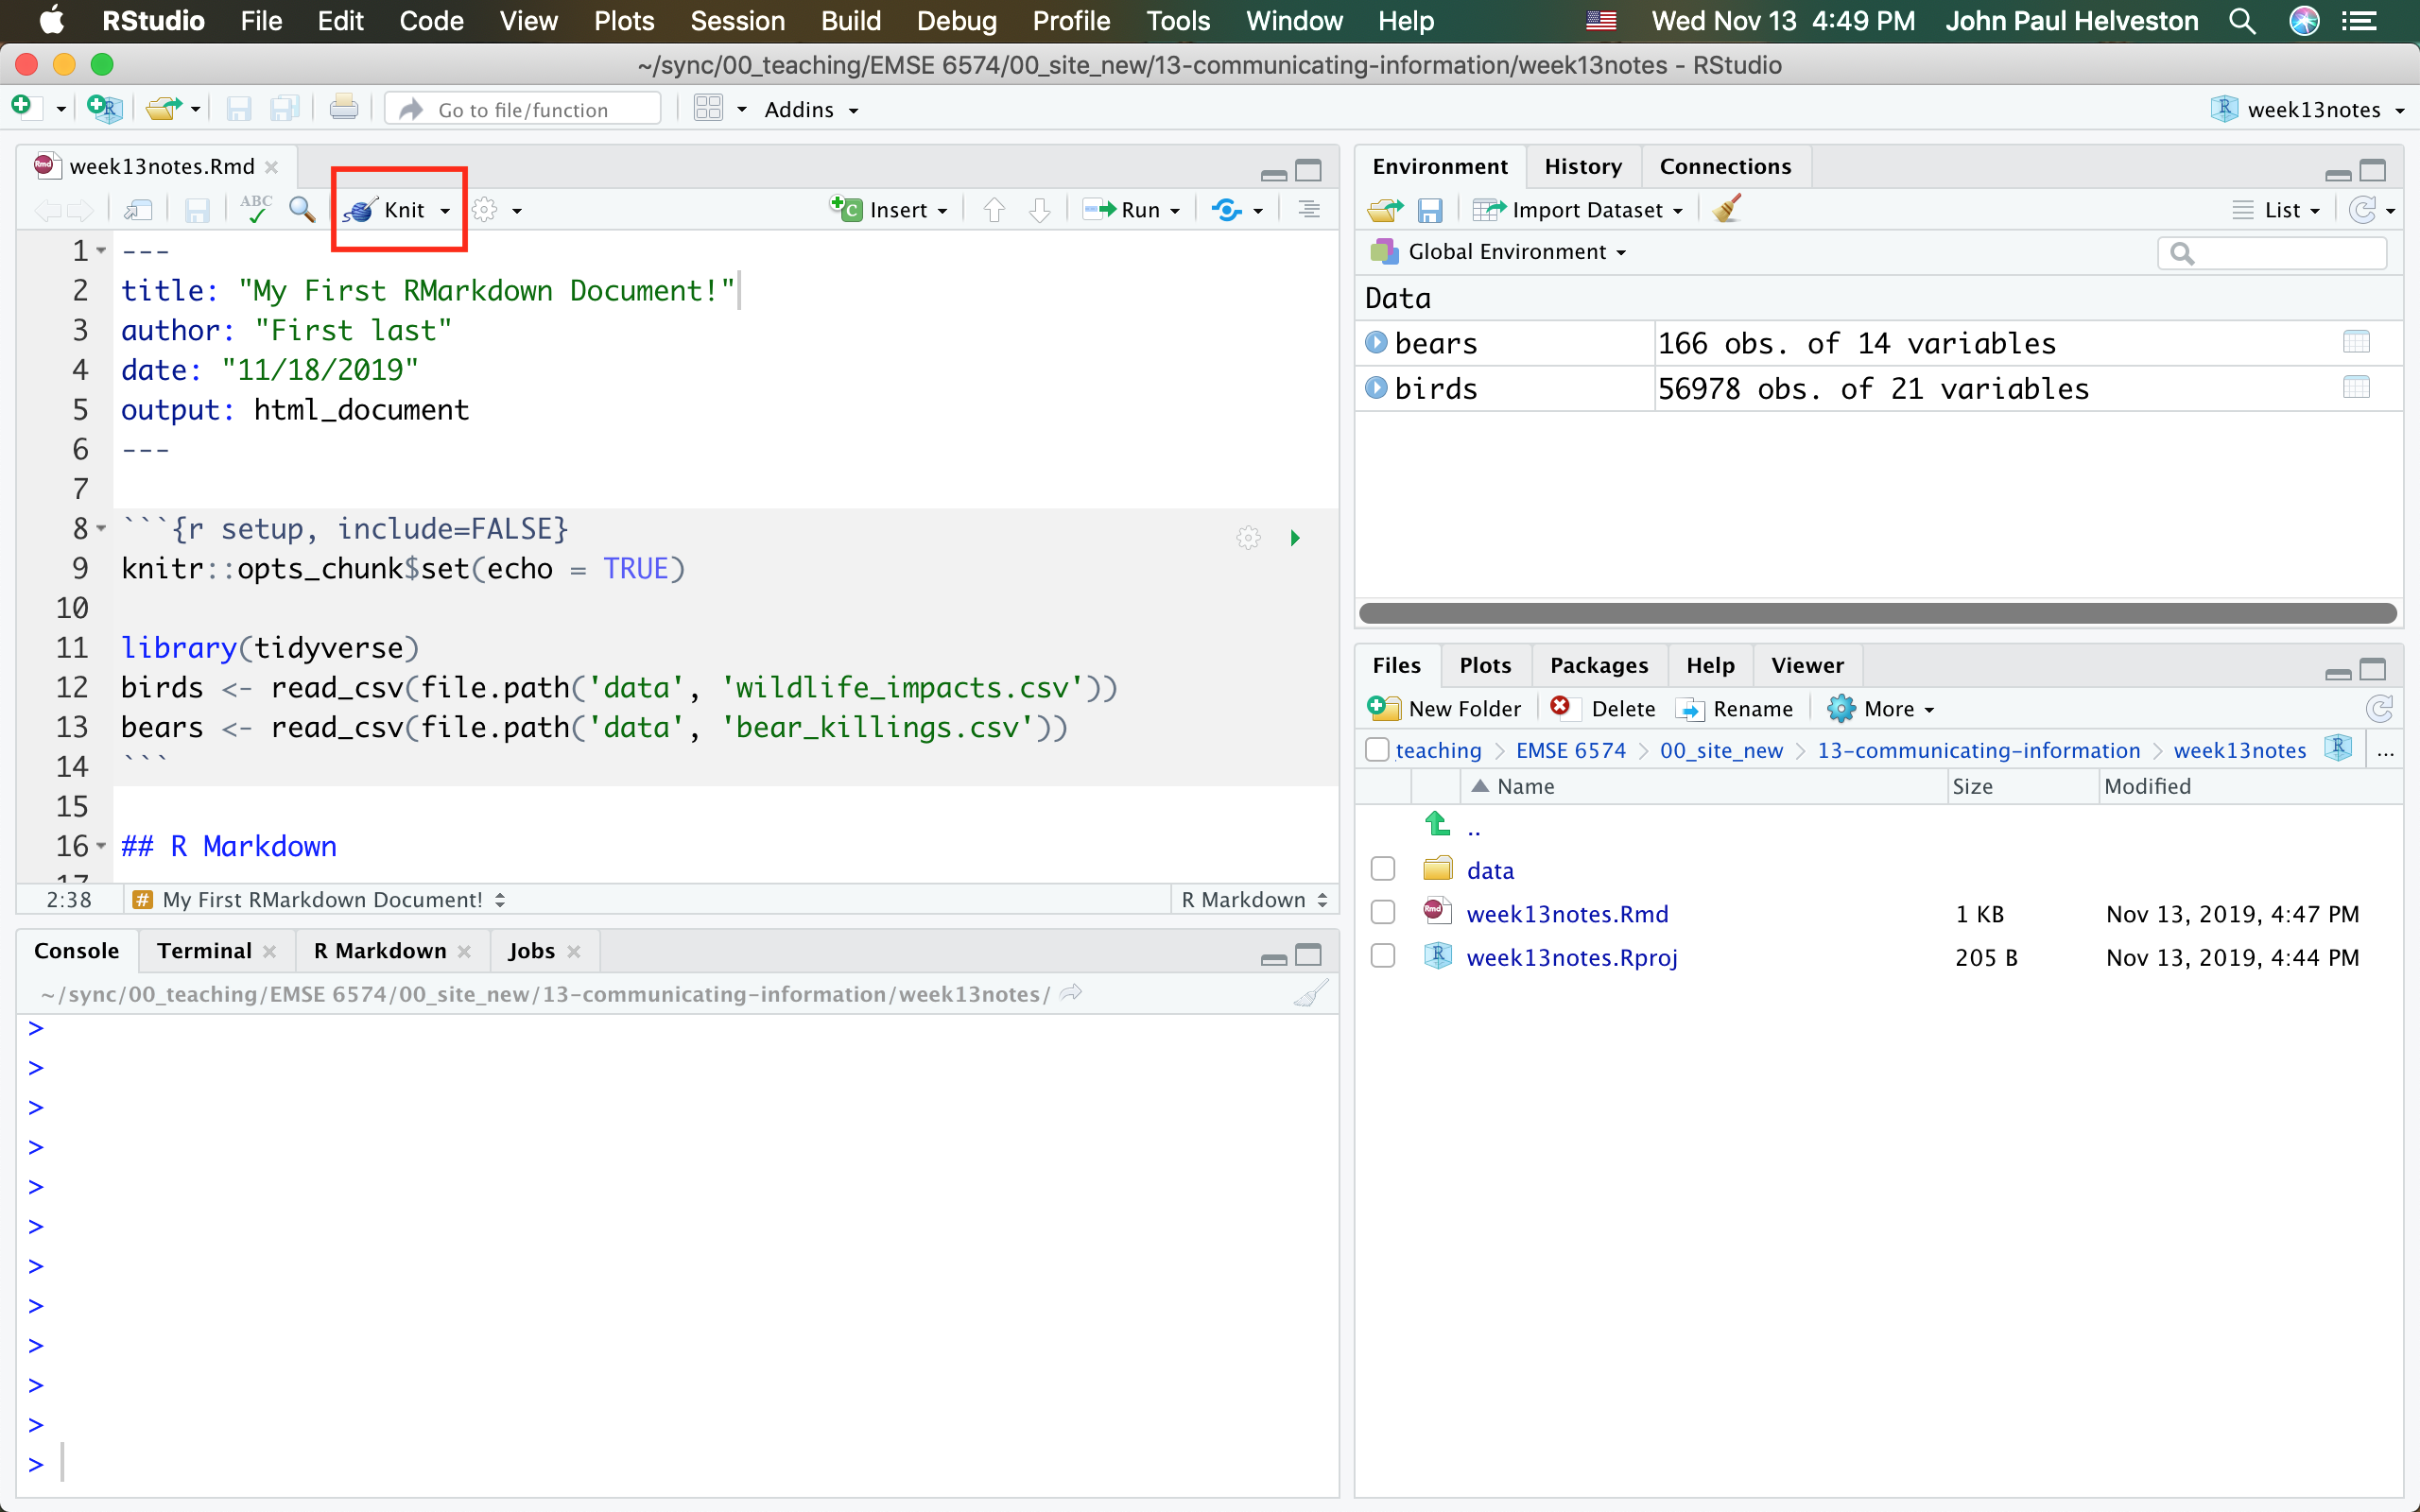 RStudio File Edit Code View Plots Session Build Debug Profile Tools Window Help Wed Nov 13 4:49 PM John Paul Helveston
~/sync/00_teaching/EMSE 6574/00_site_new/13-communicating-information/week13notes - RStudio
Go to file/function Addins week13notes
week13notes.Rmd
ABC Knit Insert Run
1 ---
2 title: "My First RMarkdown Document!"
3 author: "First last"
4 date: "11/18/2019"
5 output: html_document
6 ---
7
8 ```{r setup, include=FALSE}
9 knitr::opts_chunk$set(echo = TRUE)
10
11 library(tidyverse)
12 birds <- read_csv(file.path('data', 'wildlife_impacts.csv'))
13 bears <- read_csv(file.path('data', 'bear_killings.csv'))
14 ```
15
16 ## R Markdown
17
2:38 # My First RMarkdown Document! R Markdown
Console Terminal R Markdown Jobs
~/sync/00_teaching/EMSE 6574/00_site_new/13-communicating-information/week13notes/
>
>
>
>
>
>
>
>
>
>
>
>
Environment History Connections
Import Dataset List
Global Environment
Data
bears 166 obs. of 14 variables
birds 56978 obs. of 21 variables
Files Plots Packages Help Viewer
New Folder Delete Rename More
teaching > EMSE 6574 > 00_site_new > 13-communicating-information > week13notes ...
Name Size Modified
..
data
week13notes.Rmd 1 KB Nov 13, 2019, 4:47 PM
week13notes.Rproj 205 B Nov 13, 2019, 4:44 PM